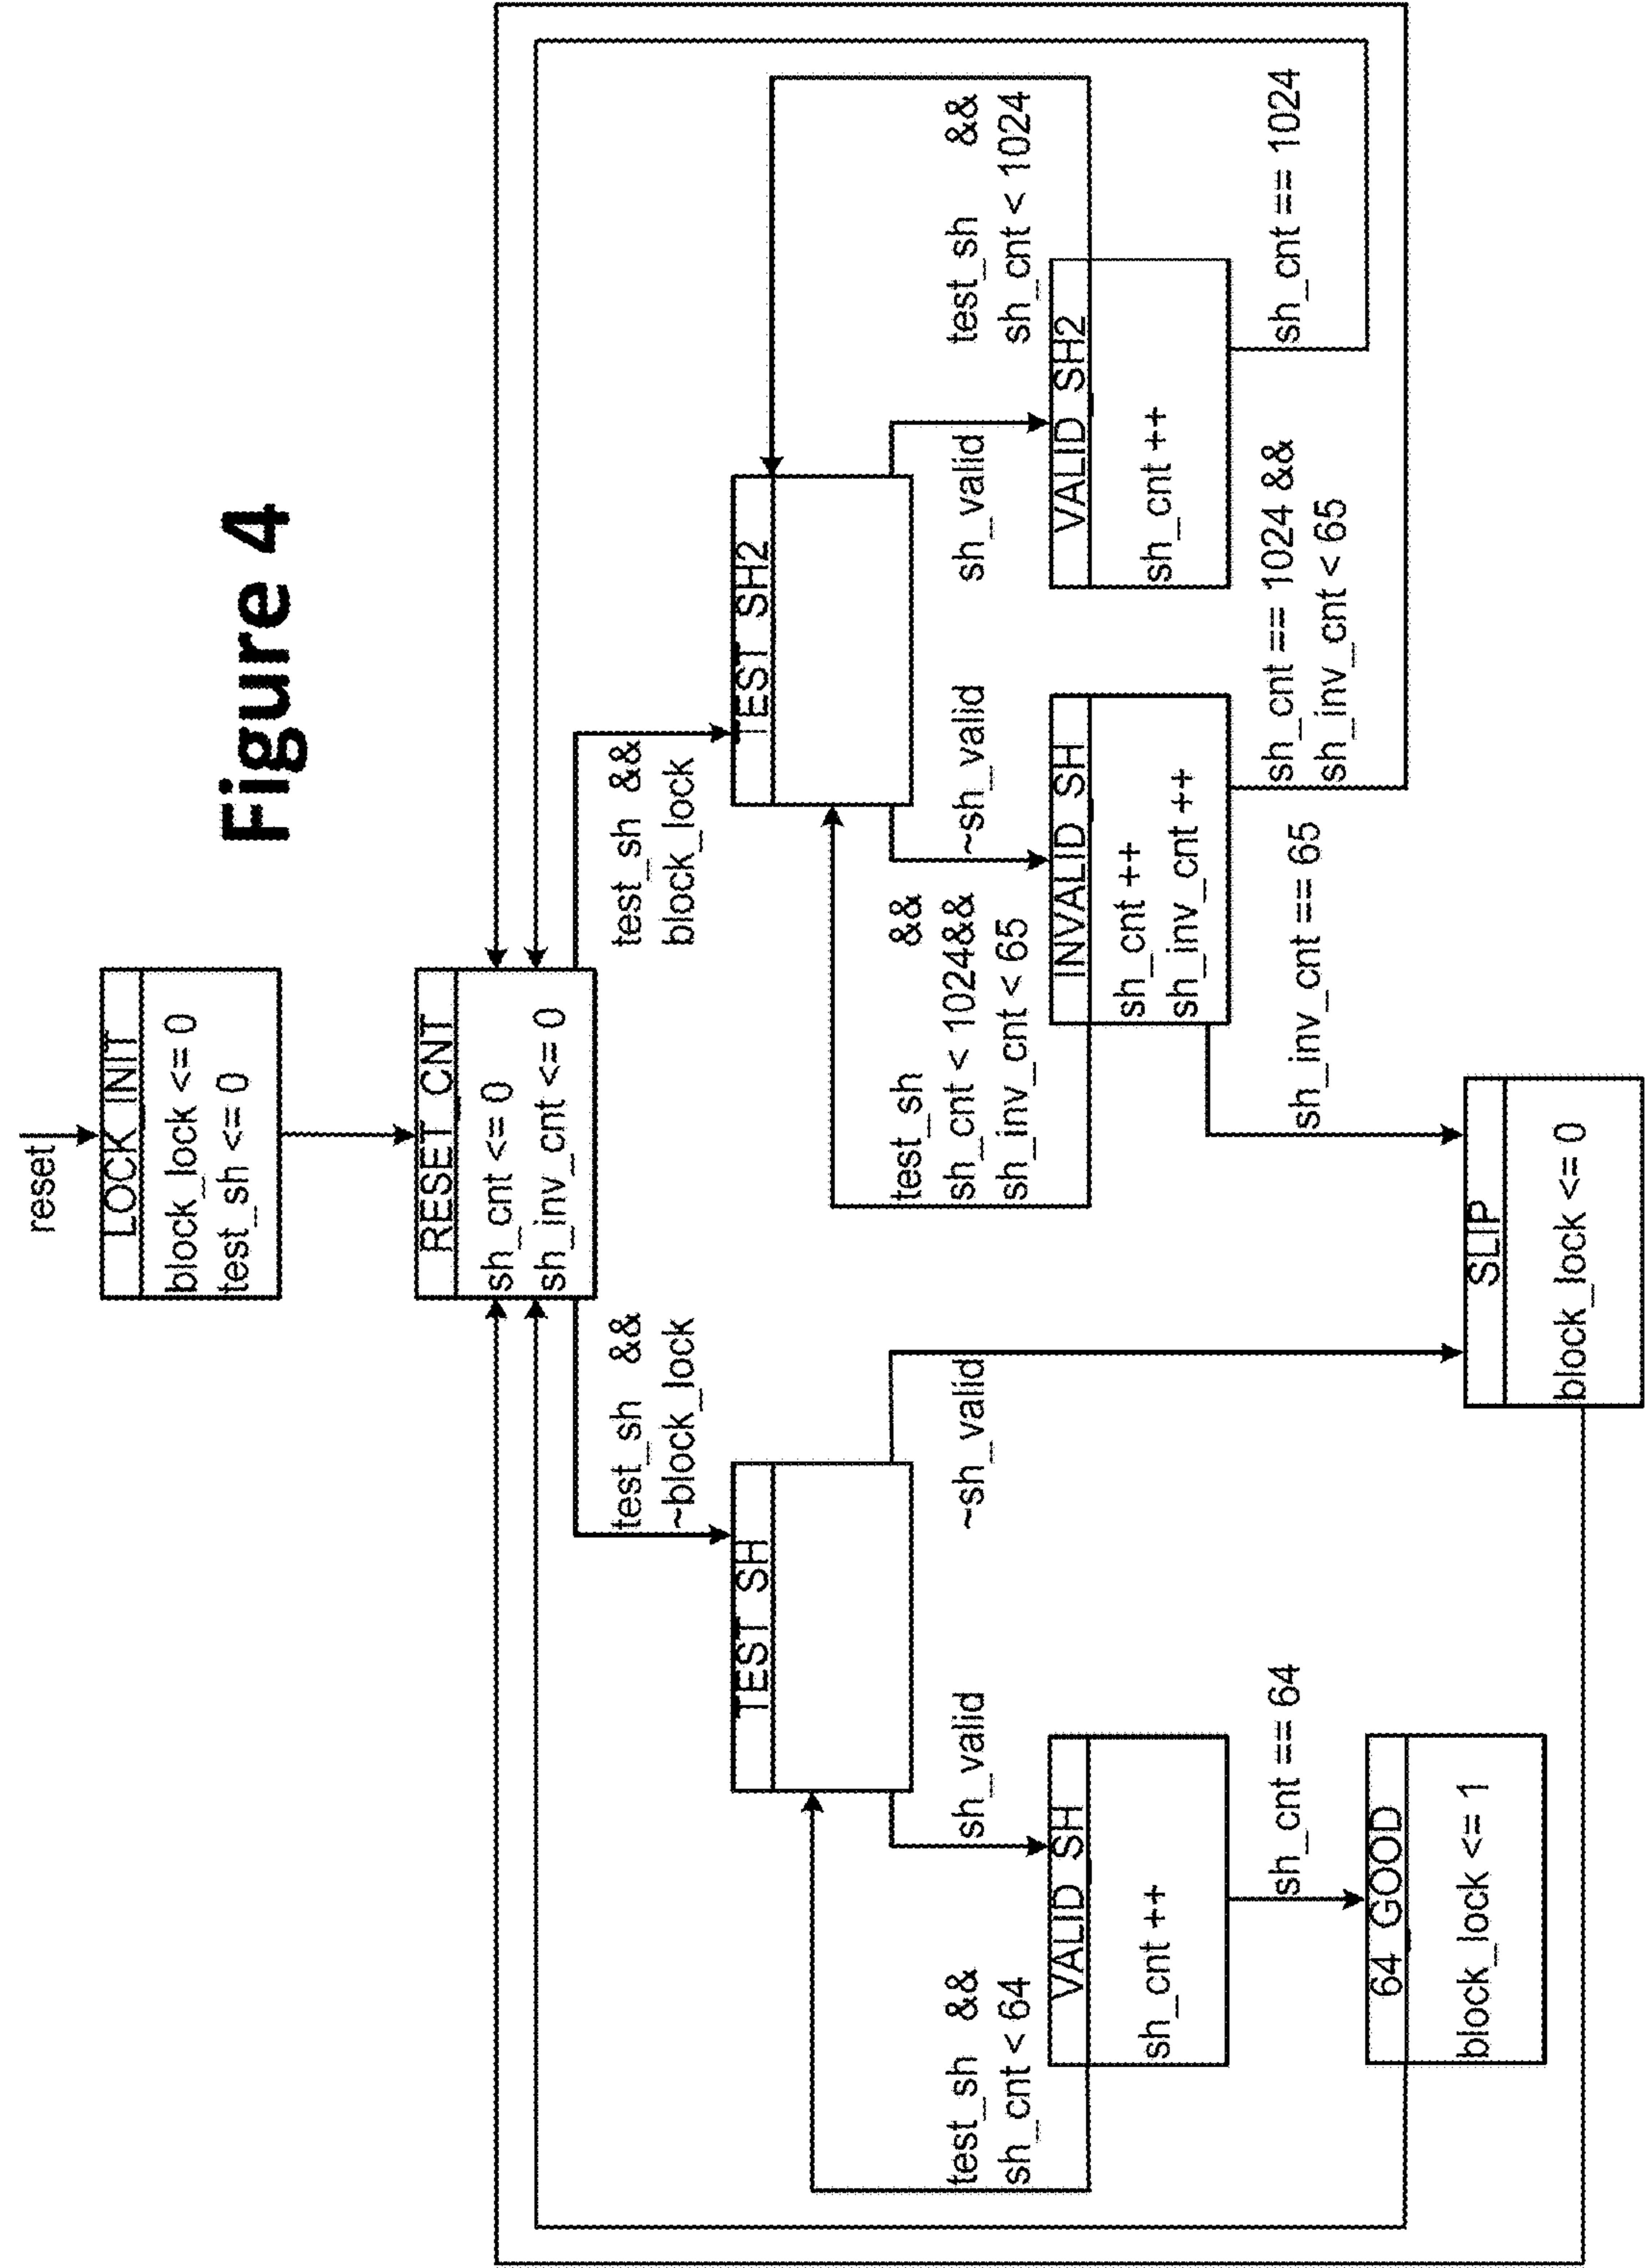 Figure 4
reset
LOCK_INIT
block_lock <= 0
test_sh <= 0
RESET_CNT
sh_cnt <= 0
sh_inv_cnt <= 0
test_sh &&
~block_lock
test_sh &&
block_lock
TEST_SH
TEST_SH2
sh_valid
~sh_valid
~sh_valid
sh_valid
test_sh &&
sh_cnt < 64
test_sh &&
sh_cnt < 1024&&
sh_inv_cnt < 65
test_sh &&
sh_cnt < 1024
VALID_SH
sh_cnt ++
INVALID_SH
sh_cnt ++
sh_inv_cnt ++
VALID_SH2
sh_cnt ++
sh_cnt == 64
sh_inv_cnt == 65
sh_cnt == 1024 &&
sh_inv_cnt < 65
sh_cnt == 1024
64_GOOD
block_lock <= 1
SLIP
block_lock <= 0